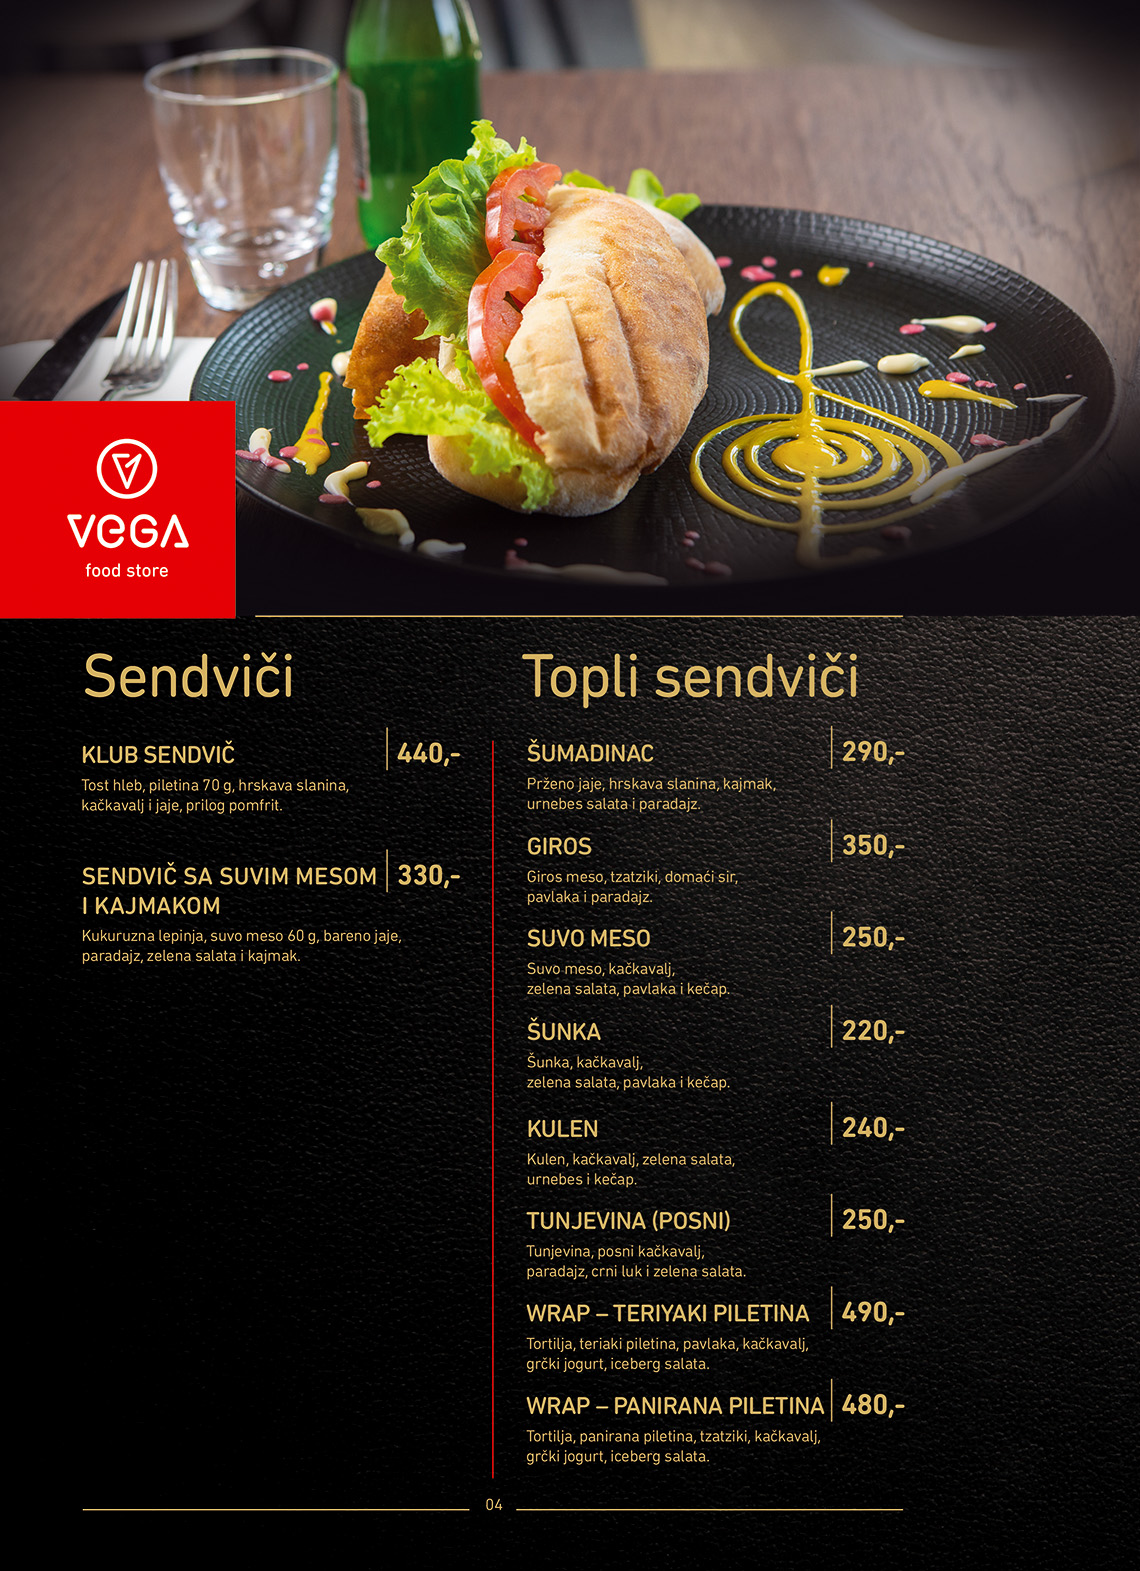 VEGA
food store
Sendviči
KLUB SENDVIČ 440,-
Tost hleb, piletina 70 g, hrskava slanina,
kačkavalj i jaje, prilog pomfrit.
SENDVIČ SA SUVIM MESOM 330,-
I KAJMAKOM
Kukuruzna lepinja, suvo meso 60 g, bareno jaje,
paradajz, zelena salata i kajmak.
Topli sendviči
ŠUMADINAC 290,-
Prženo jaje, hrskava slanina, kajmak,
urnebes salata i paradajz.
GIROS 350,-
Giros meso, tzatziki, domaći sir,
pavlaka i paradajz.
SUVO MESO 250,-
Suvo meso, kačkavalj,
zelena salata, pavlaka i kečap.
ŠUNKA 220,-
Šunka, kačkavalj,
zelena salata, pavlaka i kečap.
KULEN 240,-
Kulen, kačkavalj, zelena salata,
urnebes i kečap.
TUNJEVINA (POSNI) 250,-
Tunjevina, posni kačkavalj,
paradajz, crni luk i zelena salata.
WRAP – TERIYAKI PILETINA 490,-
Tortilja, teriaki piletina, pavlaka, kačkavalj,
grčki jogurt, iceberg salata.
WRAP – PANIRANA PILETINA 480,-
Tortilja, panirana piletina, tzatziki, kačkavalj,
grčki jogurt, iceberg salata.
04